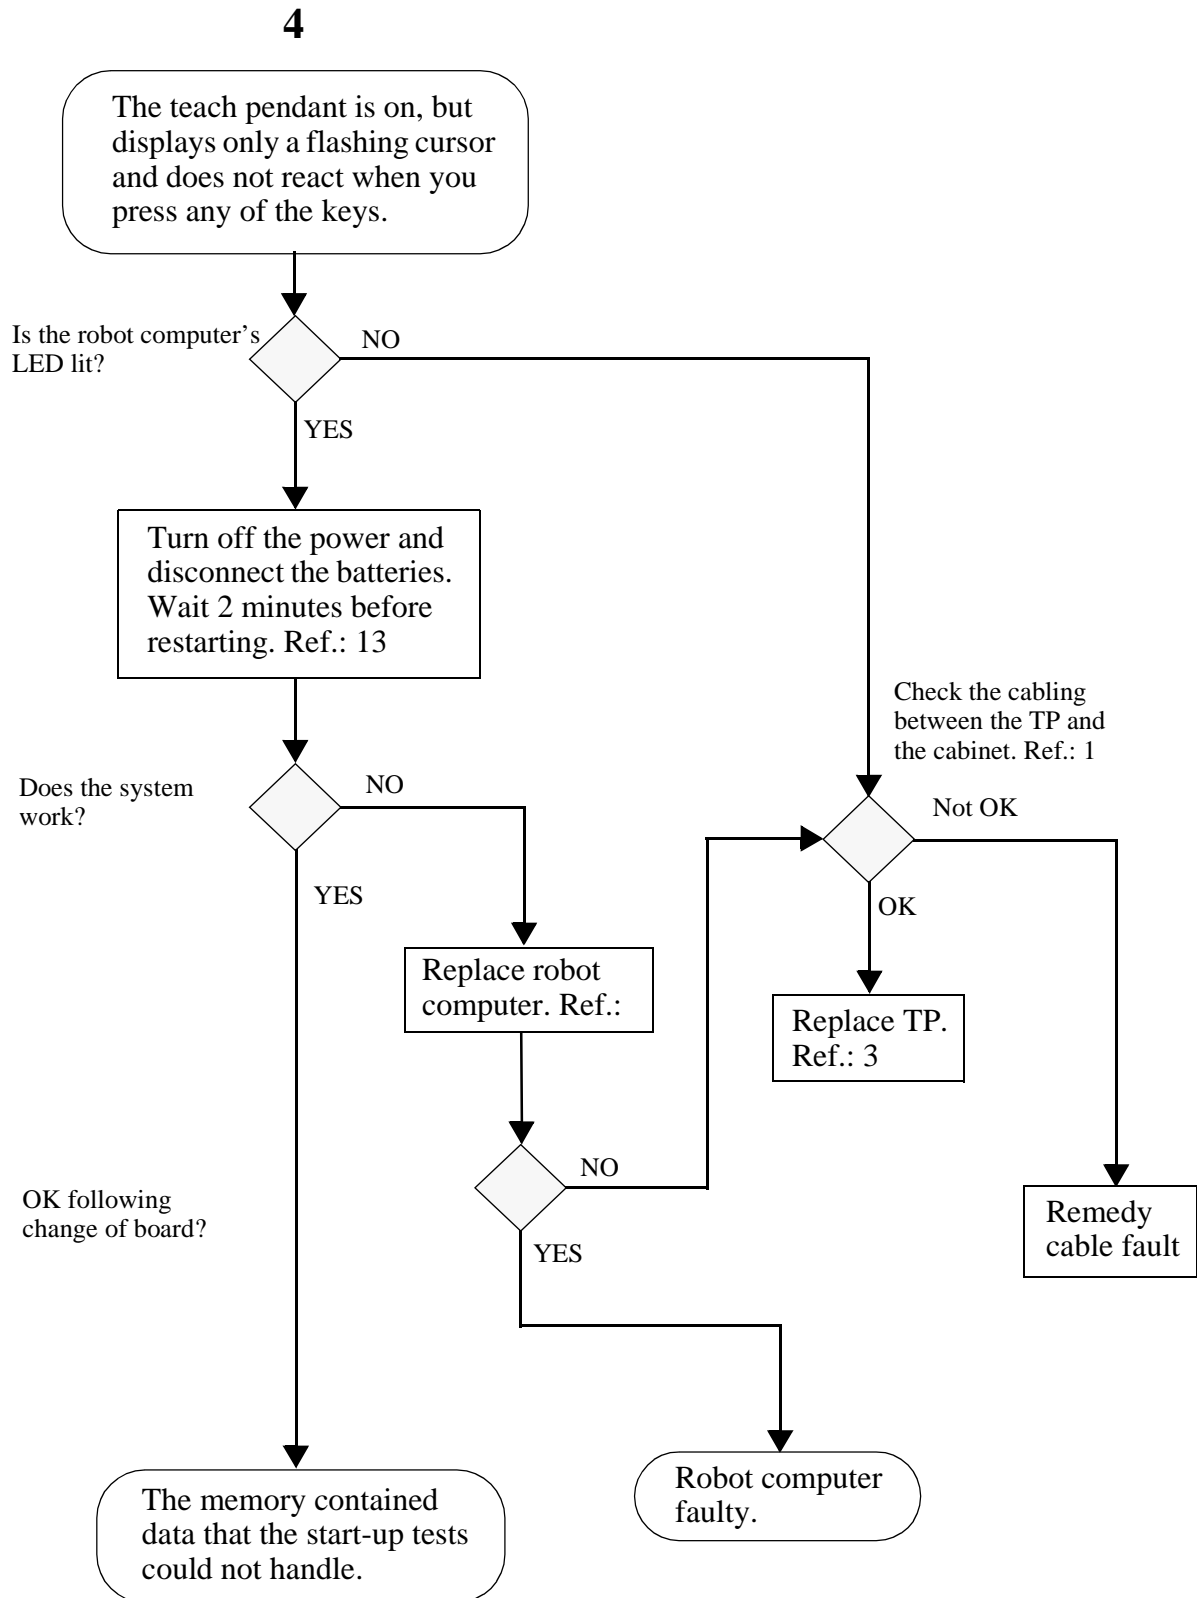 4
The teach pendant is on, but
displays only a flashing cursor
and does not react when you
press any of the keys.
Is the robot computer's
LED lit?
NO
YES
Turn off the power and
disconnect the batteries.
Wait 2 minutes before
restarting. Ref.: 13
Check the cabling
between the TP and
the cabinet. Ref.: 1
Does the system
work?
NO
Not OK
YES
OK
Replace robot
computer. Ref.:
Replace TP.
Ref.: 3
NO
OK following
change of board?
YES
Remedy
cable fault
Robot computer
faulty.
The memory contained
data that the start-up tests
could not handle.